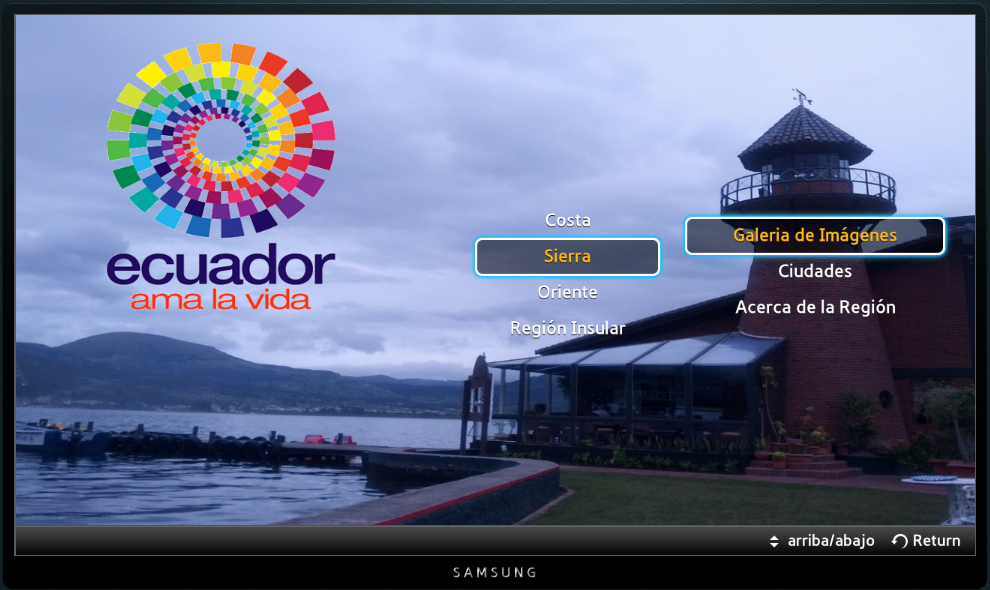 ecuador
ama la vida
Costa
Sierra
Oriente
Región Insular
Galeria de Imágenes
Ciudades
Acerca de la Región
arriba/abajo
Return
SAMSUNG